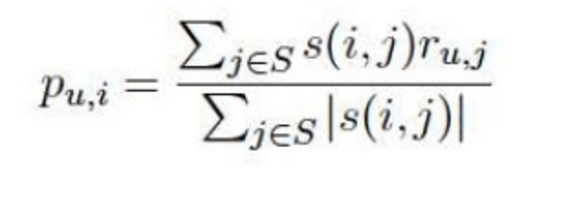 p_{u,i} = \frac{\sum_{j \in S} s(i,j) r_{u,j}}{\sum_{j \in S} |s(i,j)|}